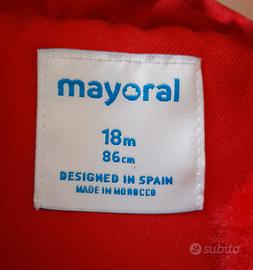 mayoral
18m
86cm
DESIGNED IN SPAIN
MADE IN MOROCCO
subito